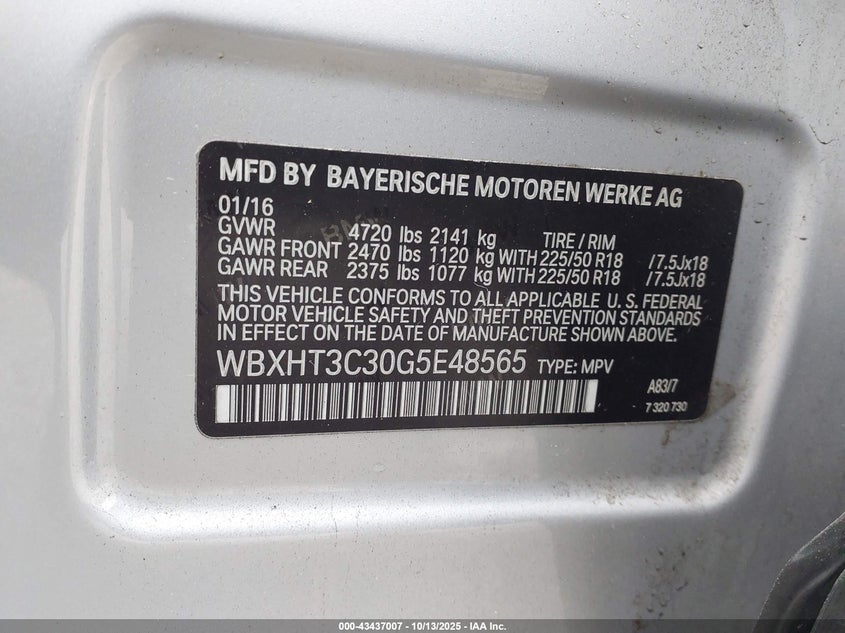 MFD BY BAYERISCHE MOTOREN WERKE AG
01/16
GVWR 4720 lbs 2141 kg TIRE / RIM
GAWR FRONT 2470 lbs 1120 kg WITH 225/50 R18 /7.5Jx18
GAWR REAR 2375 lbs 1077 kg WITH 225/50 R18 /7.5Jx18
THIS VEHICLE CONFORMS TO ALL APPLICABLE U.S. FEDERAL
MOTOR VEHICLE SAFETY AND THEFT PREVENTION STANDARDS
IN EFFECT ON THE DATE OF MANUFACTURE SHOWN ABOVE.
WBXHT3C30G5E48565 TYPE: MPV
A83/7
7 320 730
000-43437007 | 10/13/2025 - IAA Inc.